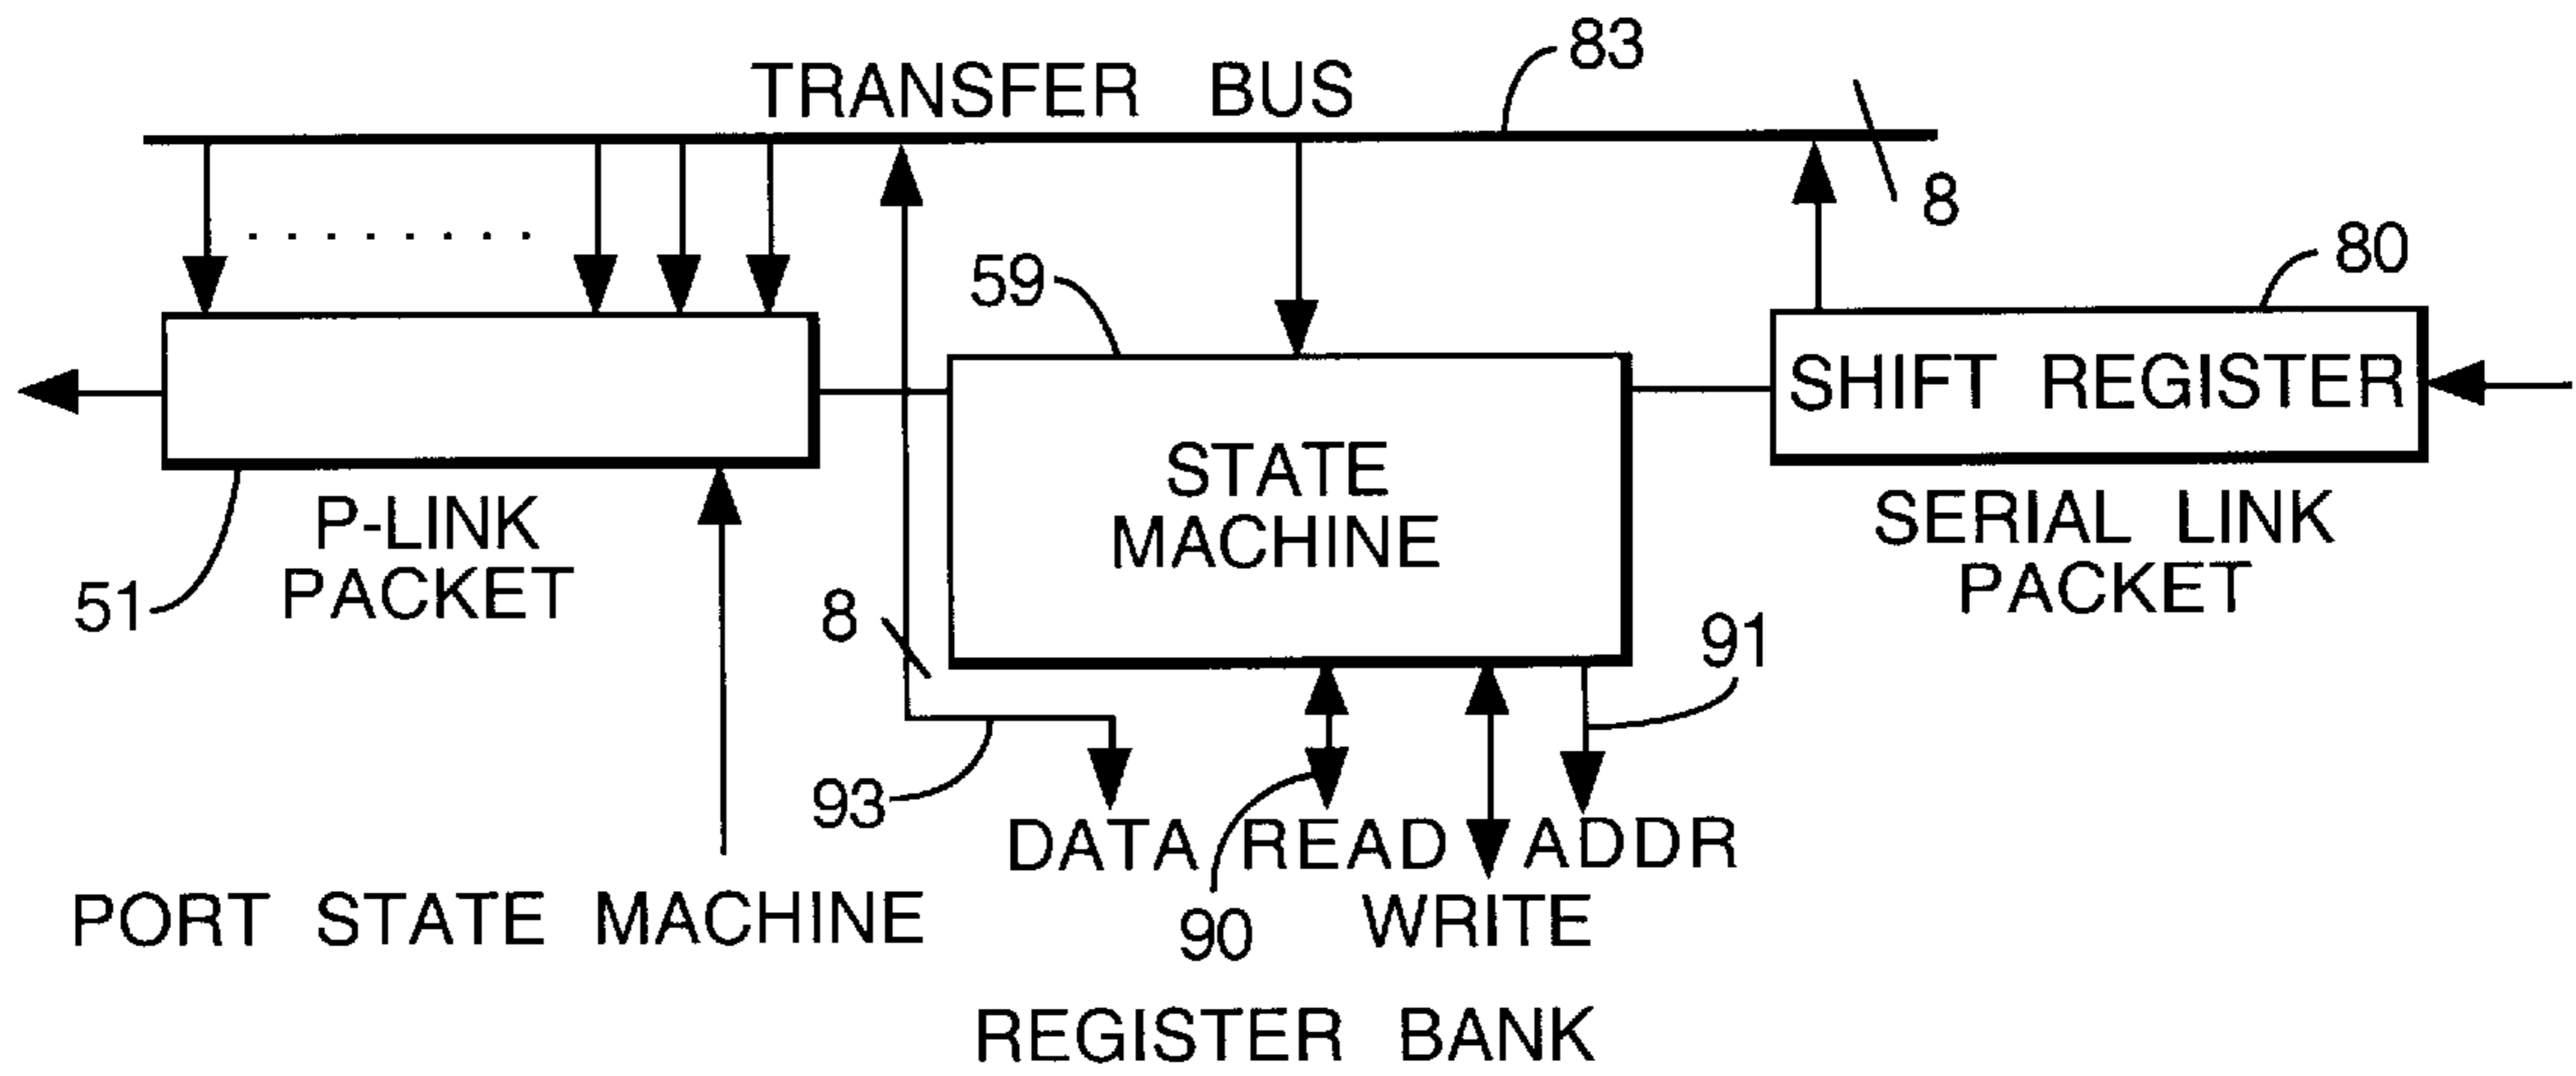 83
TRANSFER BUS
8
80
59
SHIFT REGISTER
STATE
MACHINE
P-LINK
PACKET
SERIAL LINK
PACKET
51
8
91
93
DATA READ ADDR
PORT STATE MACHINE
90
WRITE
REGISTER BANK